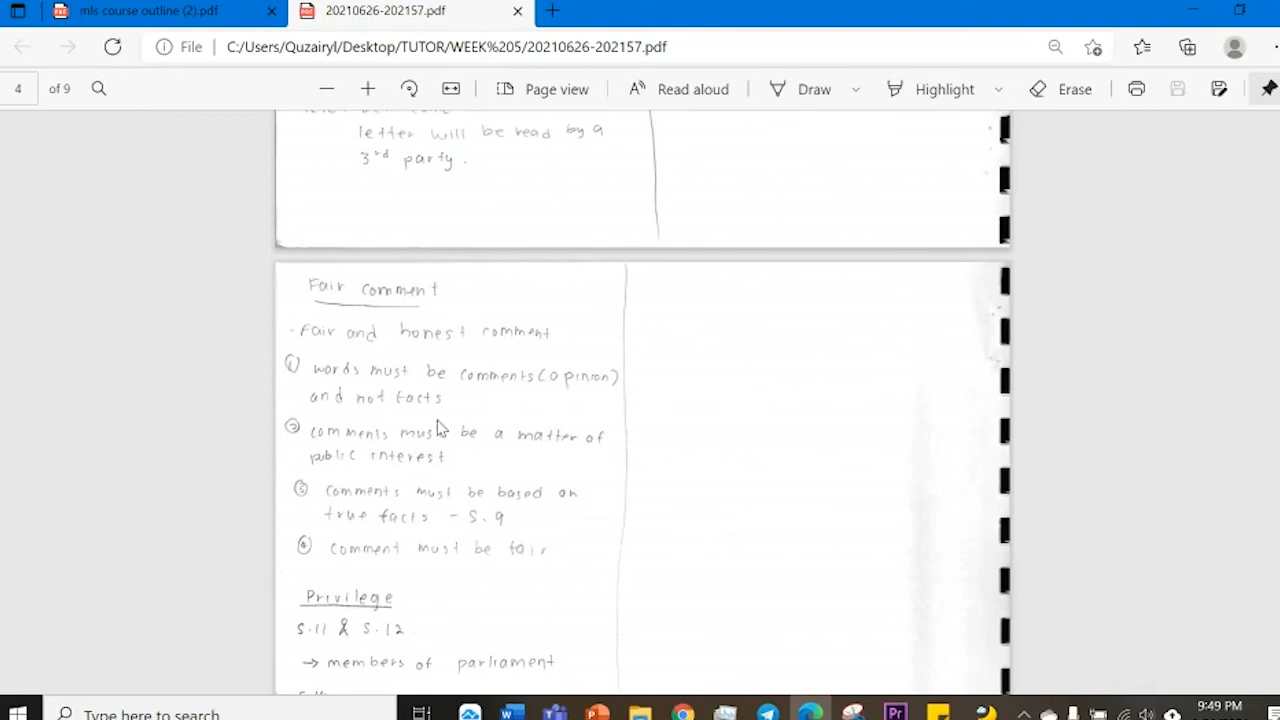 mls course outline (2).pdf
20210626-202157.pdf
File
C:/Users/Quzairyl/Desktop/TUTOR/WEEK%205/20210626-202157.pdf
4 of 9
Page view
Read aloud
Draw
Highlight
Erase
letter will be read by a
3rd party.
Fair comment
- Fair and honest comment
① words must be comments (opinion)
and not facts
② comments must be a matter of
public interest
③ comments must be based on
true facts - S.9
④ comment must be fair
Privilege
S.11 & S.12
→ members of parliament
Type here to search
9:49 PM